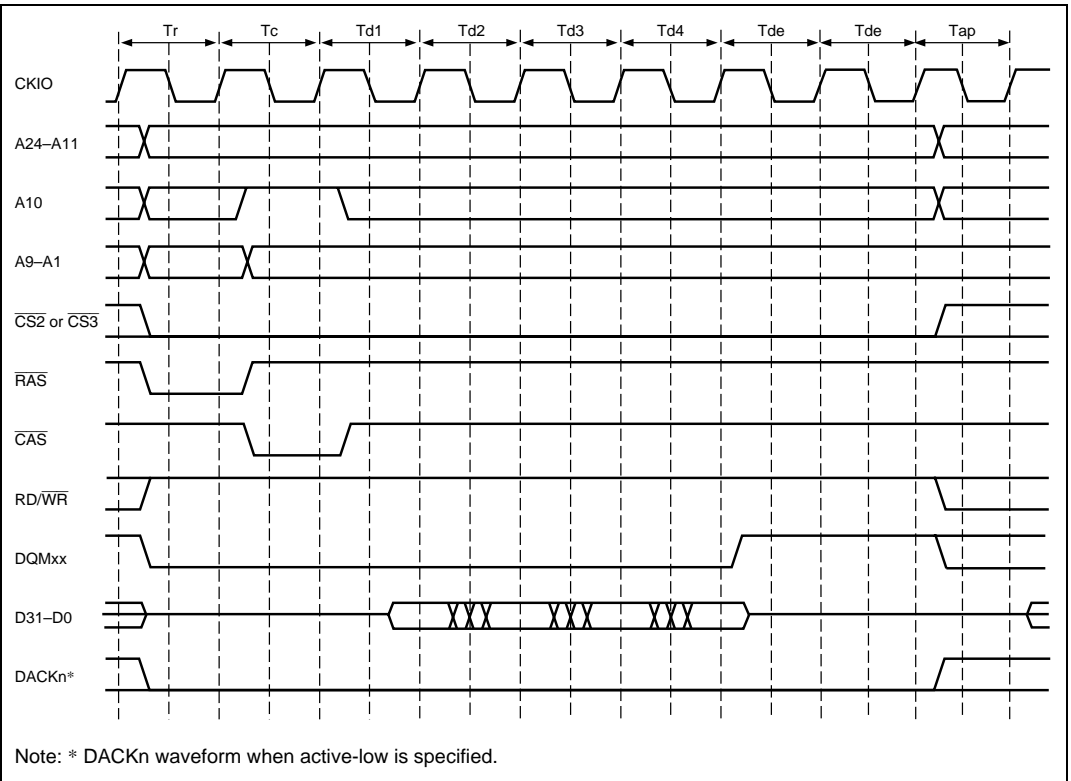 Tr Tc Td1 Td2 Td3 Td4 Tde Tde Tap
CKIO
A24–A11
A10
A9–A1
CS2 or CS3
RAS
CAS
RD/WR
DQMxx
D31–D0
DACKn*
Note: * DACKn waveform when active-low is specified.